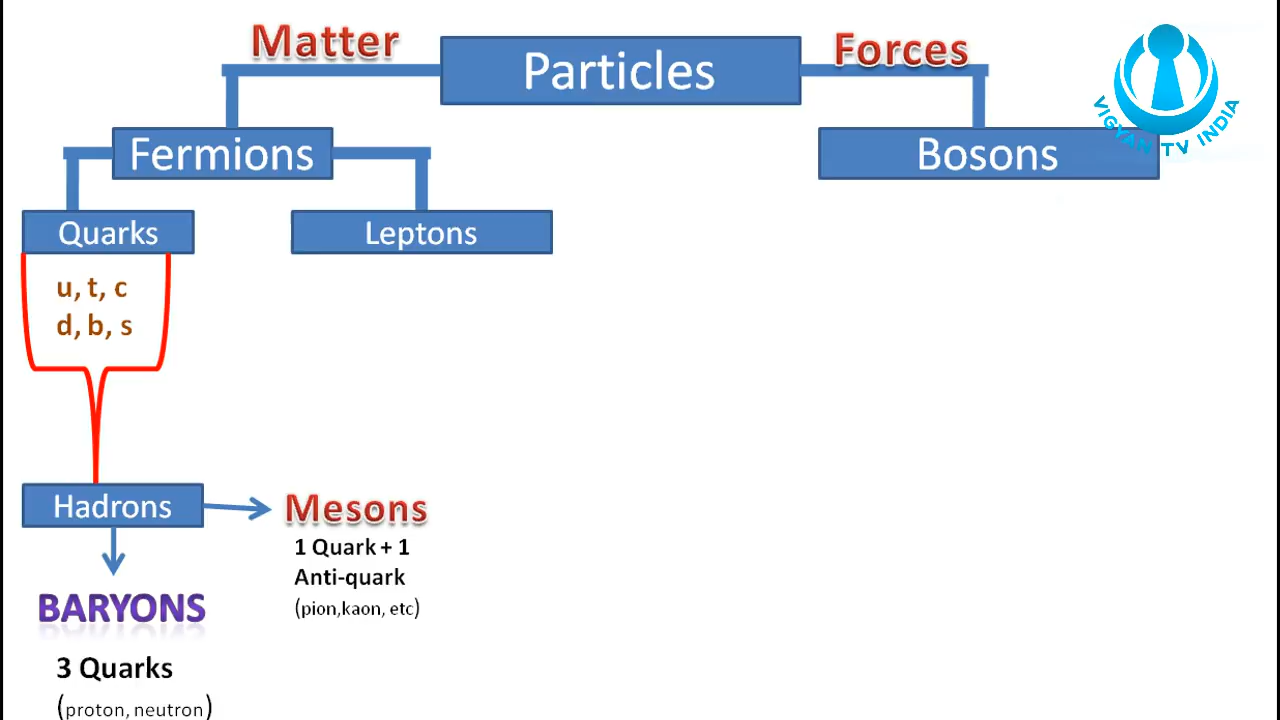 Matter
Particles
Forces
VIGYAN TV INDIA
Fermions
Bosons
Quarks
Leptons
u, t, c
d, b, s
Hadrons
Mesons
1 Quark + 1
Anti-quark
(pion,kaon, etc)
BARYONS
3 Quarks
(proton, neutron)